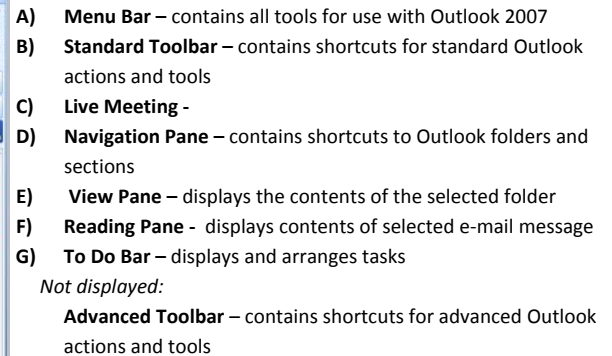 A) Menu Bar – contains all tools for use with Outlook 2007
B) Standard Toolbar – contains shortcuts for standard Outlook
actions and tools
C) Live Meeting -
D) Navigation Pane – contains shortcuts to Outlook folders and
sections
E) View Pane – displays the contents of the selected folder
F) Reading Pane - displays contents of selected e-mail message
G) To Do Bar – displays and arranges tasks
Not displayed:
Advanced Toolbar – contains shortcuts for advanced Outlook
actions and tools